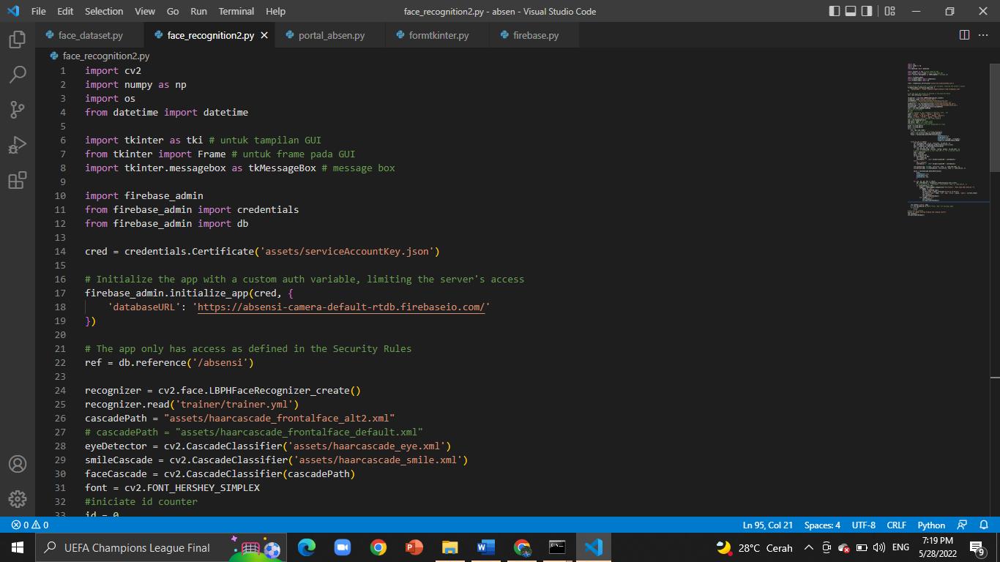 File Edit Selection View Go Run Terminal Help face_recognition2.py - absen - Visual Studio Code
face_dataset.py face_recognition2.py portal_absen.py formtkinter.py firebase.py
face_recognition2.py
1 import cv2
2 import numpy as np
3 import os
4 from datetime import datetime
5
6 import tkinter as tki # untuk tampilan GUI
7 from tkinter import Frame # untuk frame pada GUI
8 import tkinter.messagebox as tkMessageBox # message box
9
10 import firebase_admin
11 from firebase_admin import credentials
12 from firebase_admin import db
13
14 cred = credentials.Certificate('assets/serviceAccountKey.json')
15
16 # Initialize the app with a custom auth variable, limiting the server's access
17 firebase_admin.initialize_app(cred, {
18     'databaseURL': 'https://absensi-camera-default-rtdb.firebaseio.com/'
19 })
20
21 # The app only has access as defined in the Security Rules
22 ref = db.reference('/absensi')
23
24 recognizer = cv2.face.LBPHFaceRecognizer_create()
25 recognizer.read('trainer/trainer.yml')
26 cascadePath = "assets/haarcascade_frontalface_alt2.xml"
27 # cascadePath = "assets/haarcascade_frontalface_default.xml"
28 eyeDetector = cv2.CascadeClassifier('assets/haarcascade_eye.xml')
29 smileCascade = cv2.CascadeClassifier('assets/haarcascade_smile.xml')
30 faceCascade = cv2.CascadeClassifier(cascadePath)
31 font = cv2.FONT_HERSHEY_SIMPLEX
32 #iniciate id counter
33 id = 0
0 0 Ln 95, Col 21 Spaces: 4 UTF-8 CRLF Python
UEFA Champions League Final 28°C Cerah ENG 7:19 PM
5/28/2022 9